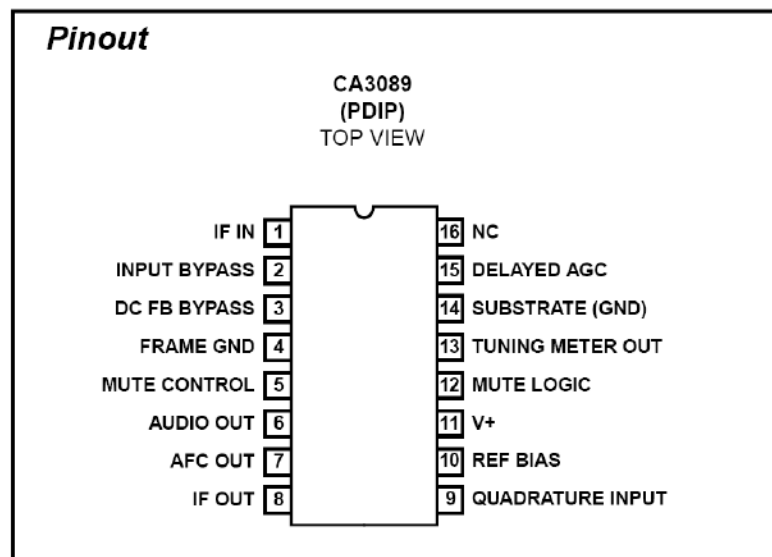 Pinout
CA3089
(PDIP)
TOP VIEW
IF IN 1 16 NC
INPUT BYPASS 2 15 DELAYED AGC
DC FB BYPASS 3 14 SUBSTRATE (GND)
FRAME GND 4 13 TUNING METER OUT
MUTE CONTROL 5 12 MUTE LOGIC
AUDIO OUT 6 11 V+
AFC OUT 7 10 REF BIAS
IF OUT 8 9 QUADRATURE INPUT